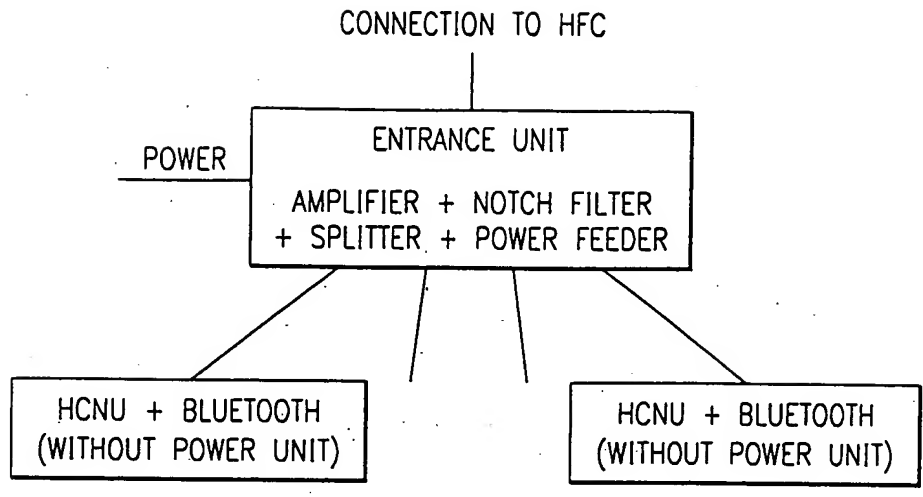 CONNECTION TO HFC
POWER
ENTRANCE UNIT
AMPLIFIER + NOTCH FILTER
+ SPLITTER + POWER FEEDER
HCNU + BLUETOOTH
(WITHOUT POWER UNIT)
HCNU + BLUETOOTH
(WITHOUT POWER UNIT)